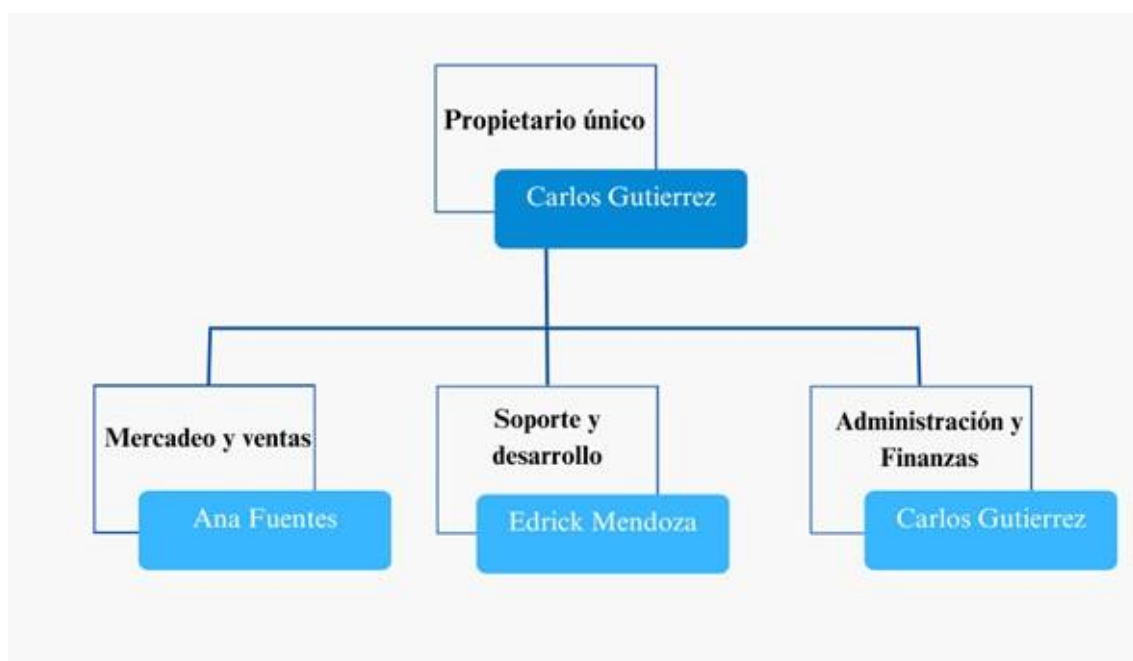 Propietario único
Carlos Gutierrez
Mercadeo y ventas
Ana Fuentes
Soporte y
desarrollo
Edrick Mendoza
Administración y
Finanzas
Carlos Gutierrez